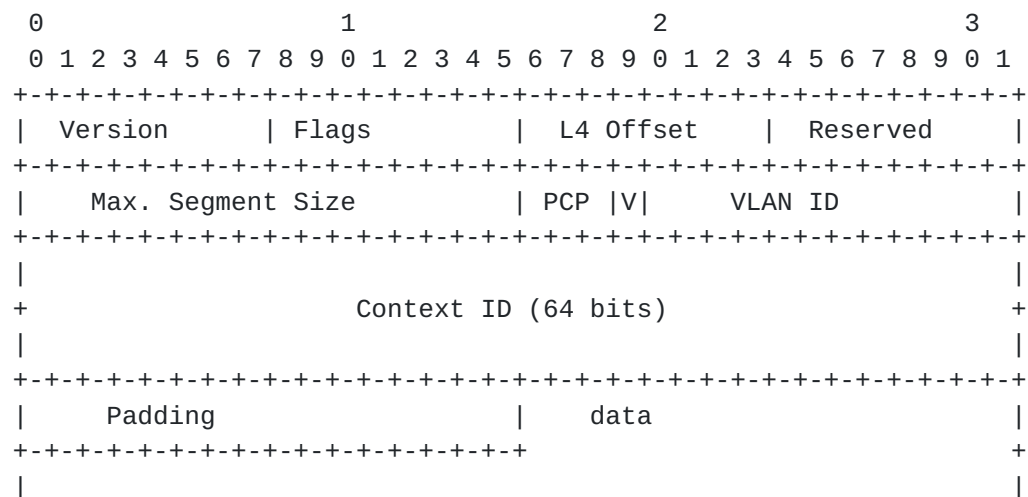 0                   1                   2                   3
 0 1 2 3 4 5 6 7 8 9 0 1 2 3 4 5 6 7 8 9 0 1 2 3 4 5 6 7 8 9 0 1
+-+-+-+-+-+-+-+-+-+-+-+-+-+-+-+-+-+-+-+-+-+-+-+-+-+-+-+-+-+-+-+-+
|  Version      | Flags         |  L4 Offset    |  Reserved     |
+-+-+-+-+-+-+-+-+-+-+-+-+-+-+-+-+-+-+-+-+-+-+-+-+-+-+-+-+-+-+-+-+
|    Max. Segment Size          | PCP |V|     VLAN ID           |
+-+-+-+-+-+-+-+-+-+-+-+-+-+-+-+-+-+-+-+-+-+-+-+-+-+-+-+-+-+-+-+-+
|                                                               |
+                     Context ID (64 bits)                      +
|                                                               |
+-+-+-+-+-+-+-+-+-+-+-+-+-+-+-+-+-+-+-+-+-+-+-+-+-+-+-+-+-+-+-+-+
|     Padding                   |    data                       |
+-+-+-+-+-+-+-+-+-+-+-+-+-+-+-+-+                               +
|                                                               |